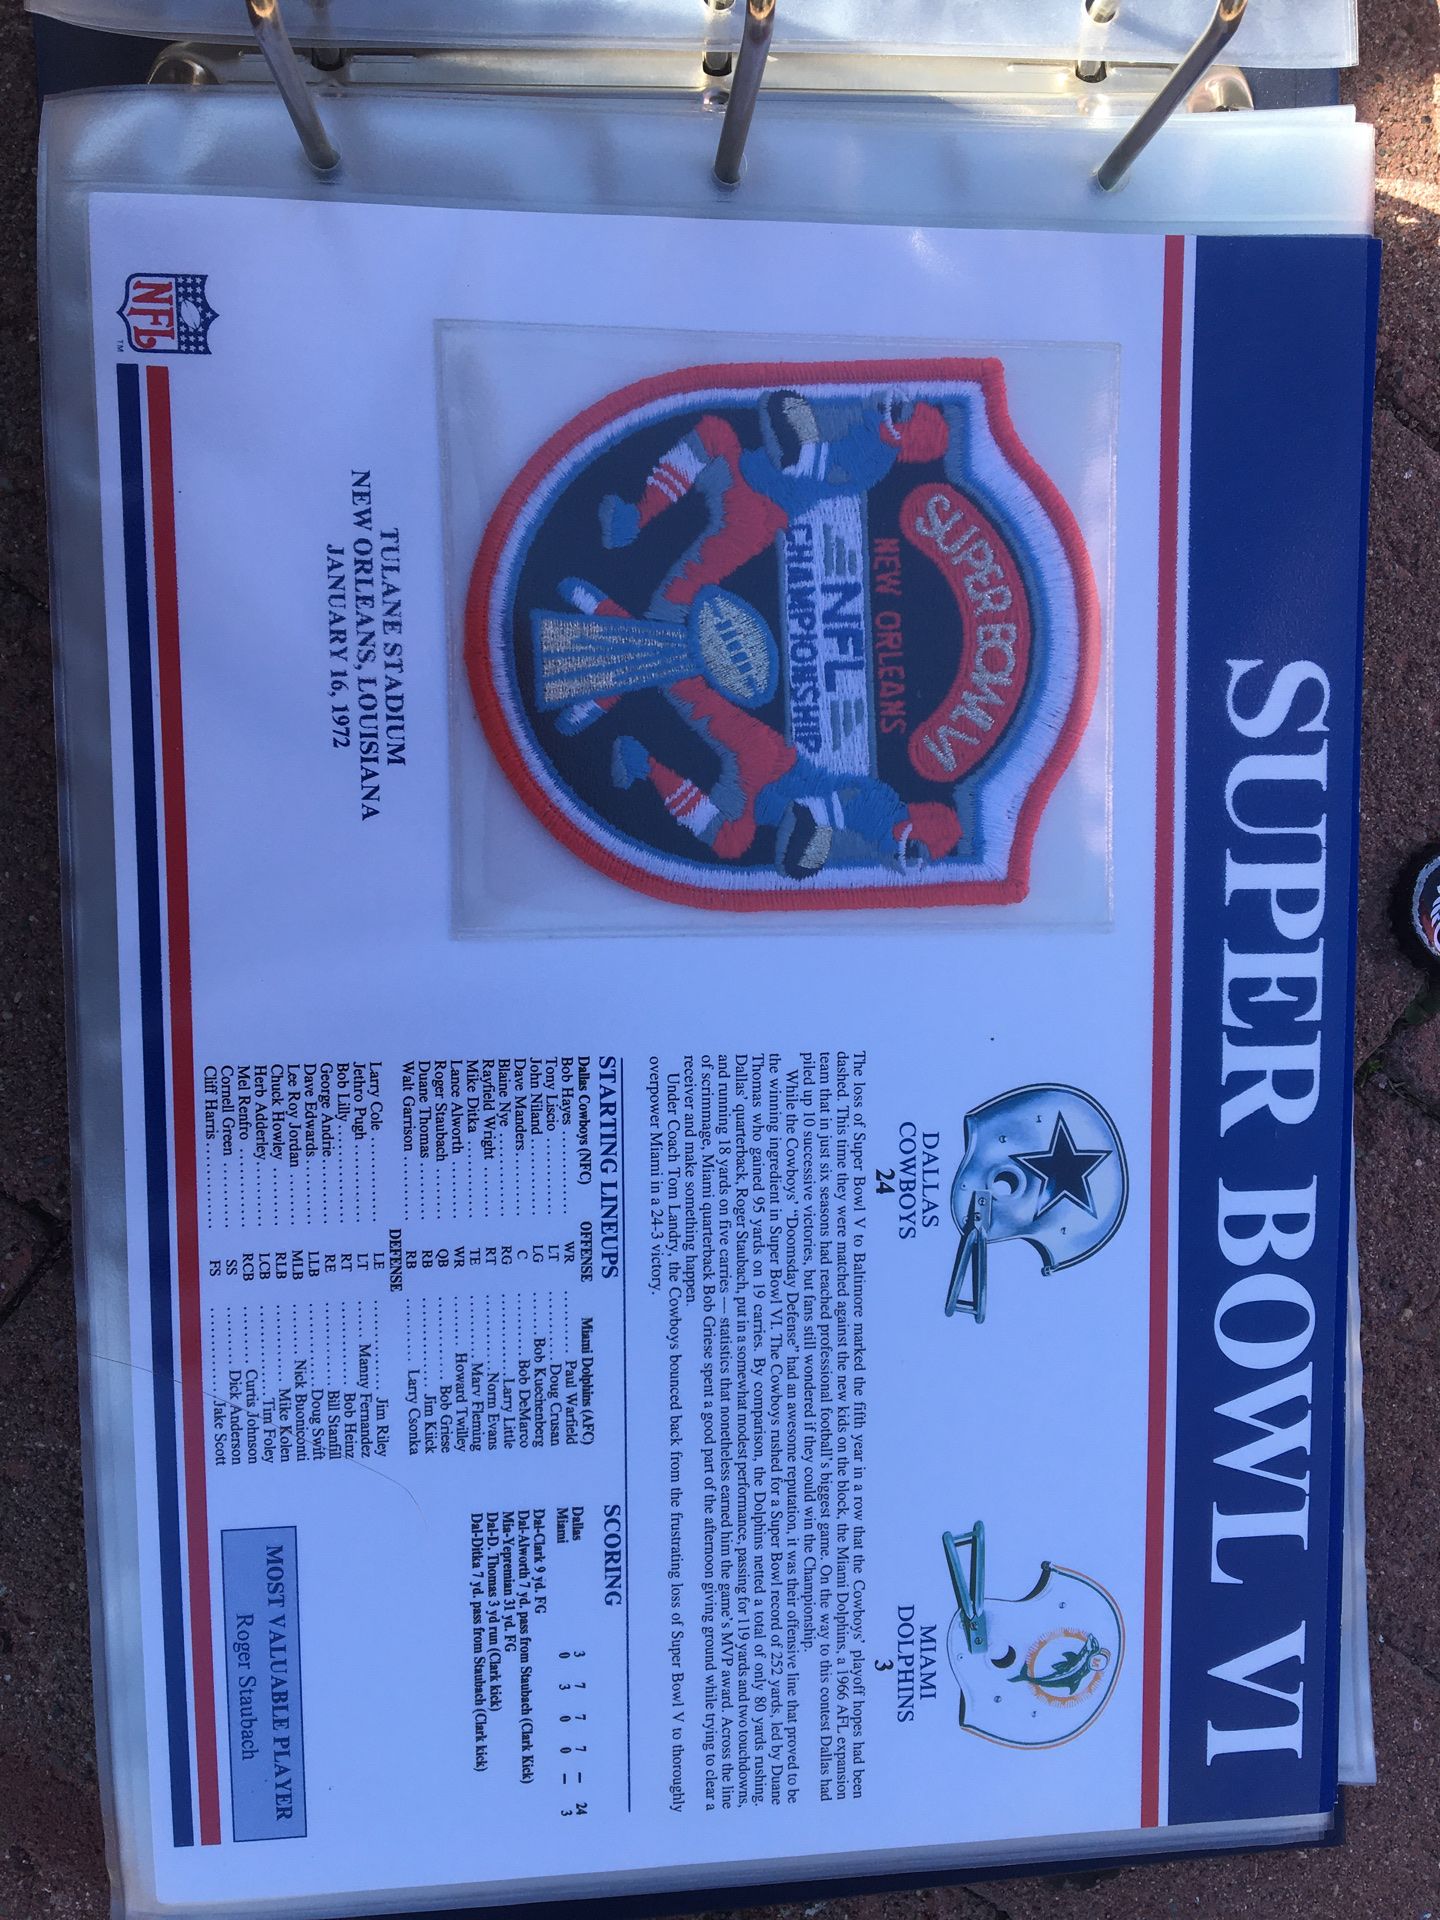 SUPER BOWL VI
SUPER BOWL VI
NEW ORLEANS
NFL
CHAMPIONSHIP
TULANE STADIUM
NEW ORLEANS, LOUISIANA
JANUARY 16, 1972
DALLAS
COWBOYS
24
MIAMI
DOLPHINS
3
The loss of Super Bowl V to Baltimore marked the fifth year in a row that the Cowboys' playoff hopes had been
dashed. This time they were matched against the new kids on the block, the Miami Dolphins, a 1966 AFL expansion
team that in just six seasons had reached professional football's biggest game. On the way to this contest Dallas had
piled up 10 successive victories, but fans still wondered if they could win the Championship.
While the Cowboys' "Doomsday Defense" had an awesome reputation, it was their offensive line that proved to be
the winning ingredient in Super Bowl VI. The Cowboys rushed for a Super Bowl record of 252 yards, led by Duane
Thomas who gained 95 yards on 19 carries. By comparison, the Dolphins netted a total of only 80 yards rushing.
Dallas' quarterback, Roger Staubach, put in a somewhat modest performance, passing for 119 yards and two touchdowns,
and running 18 yards on five carries — statistics that nonetheless earned him the game's MVP award. Across the line
of scrimmage, Miami quarterback Bob Griese spent a good part of the afternoon giving ground while trying to clear a
receiver and make something happen.
Under Coach Tom Landry, the Cowboys bounced back from the frustrating loss of Super Bowl V to thoroughly
overpower Miami in a 24-3 victory.
STARTING LINEUPS
Dallas Cowboys (NFC) OFFENSE Miami Dolphins (AFC)
Bob Hayes .......... WR .......... Paul Warfield
Tony Liscio .......... LT .......... Doug Crusan
John Niland .......... LG .......... Bob Kuechenberg
Dave Manders .......... C .......... Bob DeMarco
Blaine Nye .......... RG .......... Larry Little
Rayfield Wright .......... RT .......... Norm Evans
Mike Ditka .......... TE .......... Marv Fleming
Lance Alworth .......... WR .......... Howard Twilley
Roger Staubach .......... QB .......... Bob Griese
Duane Thomas .......... RB .......... Jim Kiick
Walt Garrison .......... RB .......... Larry Csonka
DEFENSE
Larry Cole .......... LE .......... Jim Riley
Jethro Pugh .......... LT .......... Manny Fernandez
Bob Lilly .......... RT .......... Bob Heinz
George Andrie .......... RE .......... Bill Stanfill
Dave Edwards .......... LLB .......... Doug Swift
Lee Roy Jordan .......... MLB .......... Nick Buoniconti
Chuck Howley .......... RLB .......... Mike Kolen
Herb Adderley .......... LCB .......... Tim Foley
Mel Renfro .......... RCB .......... Curtis Johnson
Cornell Green .......... SS .......... Dick Anderson
Cliff Harris .......... FS .......... Jake Scott
SCORING
Dallas 3 7 7 7 — 24
Miami 0 3 0 0 — 3
Dal-Clark 9 yd. FG
Dal-Alworth 7 yd. pass from Staubach (Clark Kick)
Mia-Yepremian 31 yd. FG
Dal-D. Thomas 3 yd run (Clark kick)
Dal-Ditka 7 yd. pass from Staubach (Clark kick)
MOST VALUABLE PLAYER
Roger Staubach
NFL
TM